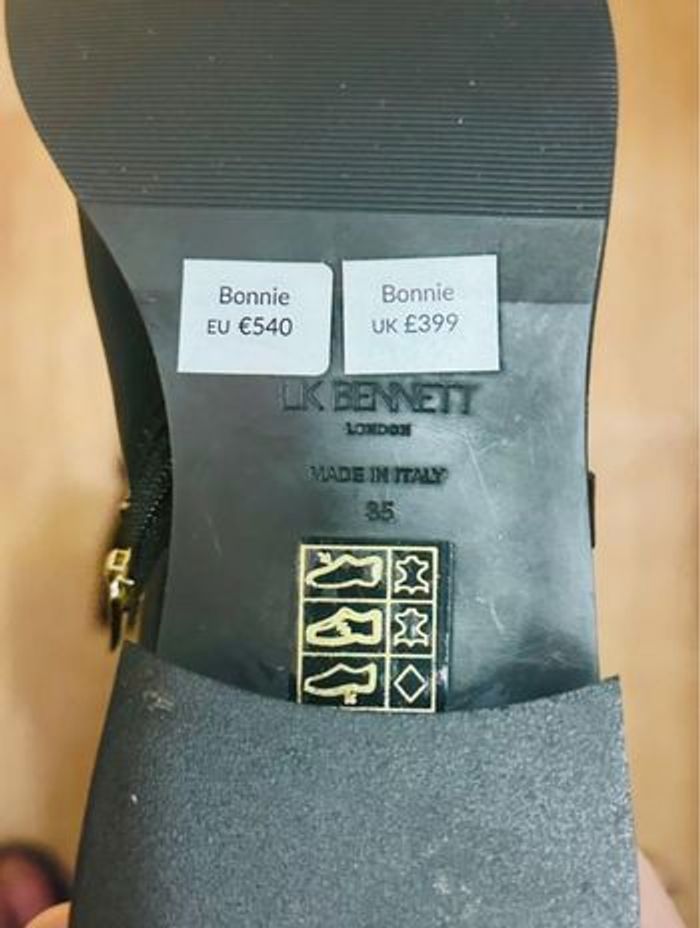 Bonnie
EU €540
Bonnie
UK £399
LK BENNETT
LONDON
MADE IN ITALY
35